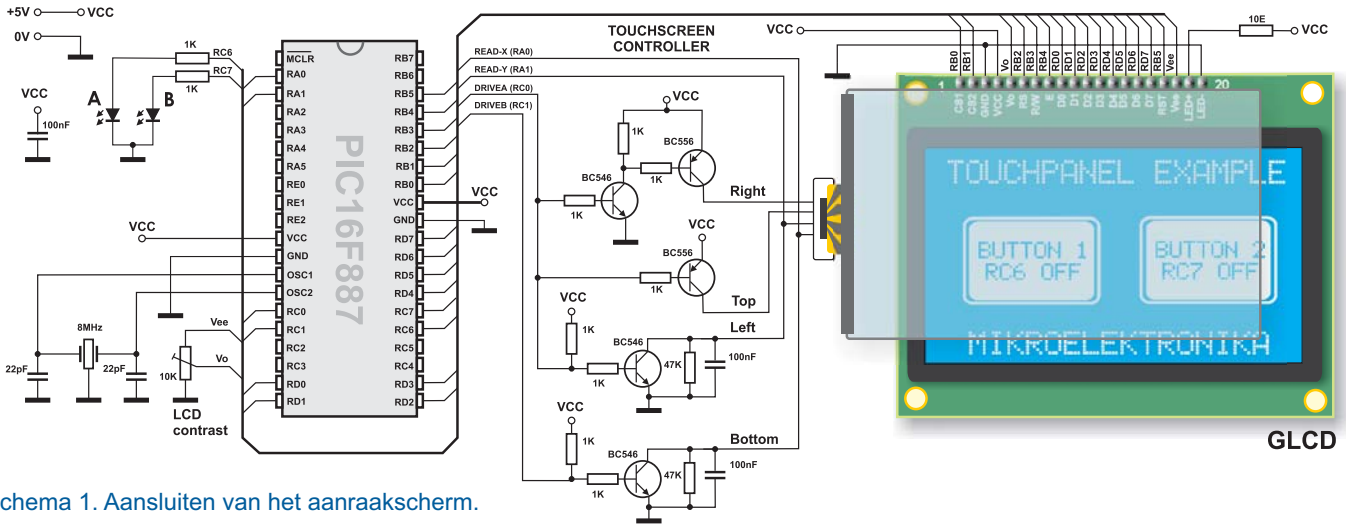 +5V VCC
0V
VCC
100nF
A
B
1K
RC6
RC7
1K
MCLR
RA0
RA1
RA2
RA3
RA4
RA5
RE0
RE1
RE2
VCC
GND
OSC1
OSC2
RC0
RC1
RC2
RC3
RD0
RD1
PIC16F887
RB7
RB6
RB5
RB4
RB3
RB2
RB1
RB0
VCC
GND
RD7
RD6
RD5
RD4
RC7
RC6
RC5
RC4
RD3
RD2
VCC
VCC
8MHz
22pF
22pF
Vee
Vo
10K
LCD
contrast
READ-X (RA0)
READ-Y (RA1)
DRIVEA (RC0)
DRIVEB (RC1)
TOUCHSCREEN
CONTROLLER
VCC
1K
BC556
BC546
1K
1K
Right
VCC
BC556
1K
Top
VCC
Left
1K
BC546
47K
100nF
1K
VCC
Bottom
1K
BC546
47K
100nF
1K
VCC
10E
VCC
RB0
RB1
Vo
RB2
RB3
RB4
RD0
RD1
RD2
RD3
RD4
RD5
RD6
RD7
RB5
Vee
1
20
CS1
CS2
GND
VCC
Vo
RS
R/W
E
D0
D1
D2
D3
D4
D5
D6
D7
RST
Vee
LED+
LED-
TOUCHPANEL EXAMPLE
BUTTON 1
RC6 OFF
BUTTON 2
RC7 OFF
MIKROELEKTRONIKA
GLCD
chema 1. Aansluiten van het aanraakscherm.